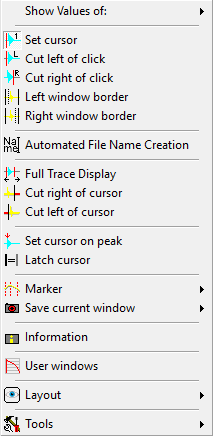 Show Values of:
Set cursor
Cut left of click
Cut right of click
Left window border
Right window border
Automated File Name Creation
Full Trace Display
Cut right of cursor
Cut left of cursor
Set cursor on peak
Latch cursor
Marker
Save current window
Information
User windows
Layout
Tools